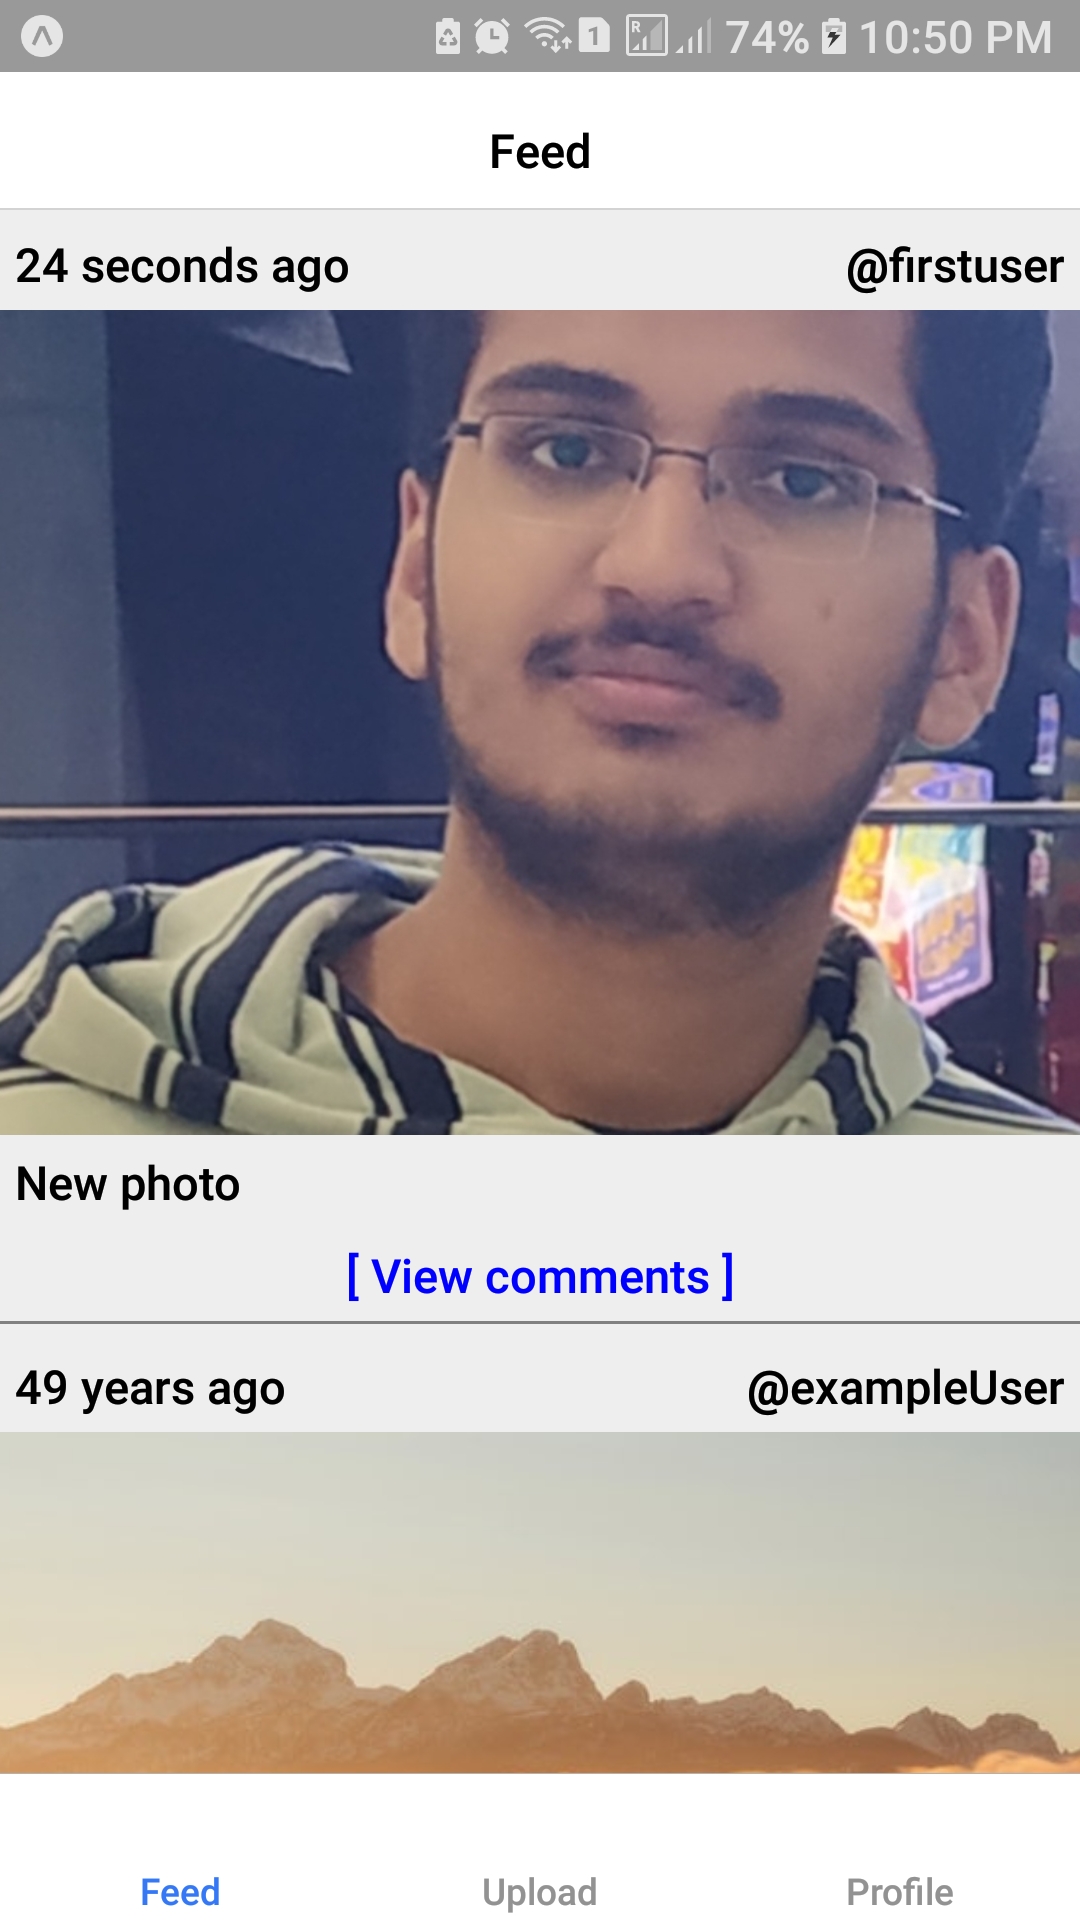 1 R 74% 10:50 PM
Feed
24 seconds ago @firstuser
New photo
[ View comments ]
49 years ago @exampleUser
Feed Upload Profile